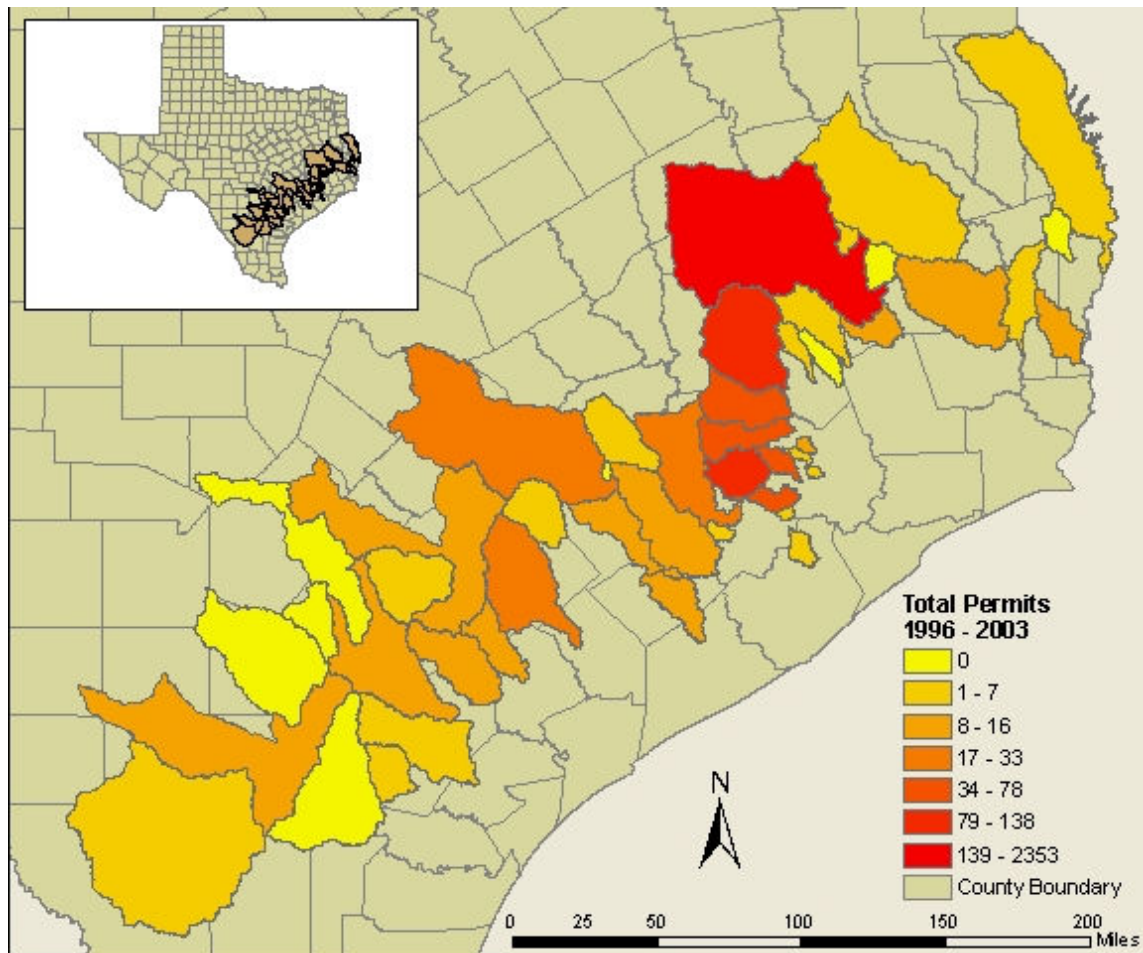 Total Permits
1996 - 2003
0
1 - 7
8 - 16
17 - 33
34 - 78
79 - 138
139 - 2353
County Boundary
N
0 50 100 150 200
Miles